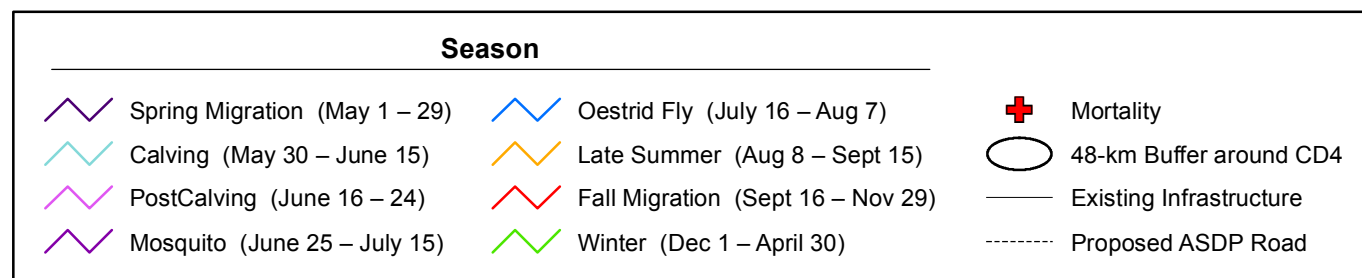 Season
Spring Migration (May 1 – 29)
Calving (May 30 – June 15)
PostCalving (June 16 – 24)
Mosquito (June 25 – July 15)
Oestrid Fly (July 16 – Aug 7)
Late Summer (Aug 8 – Sept 15)
Fall Migration (Sept 16 – Nov 29)
Winter (Dec 1 – April 30)
Mortality
48-km Buffer around CD4
Existing Infrastructure
Proposed ASDP Road